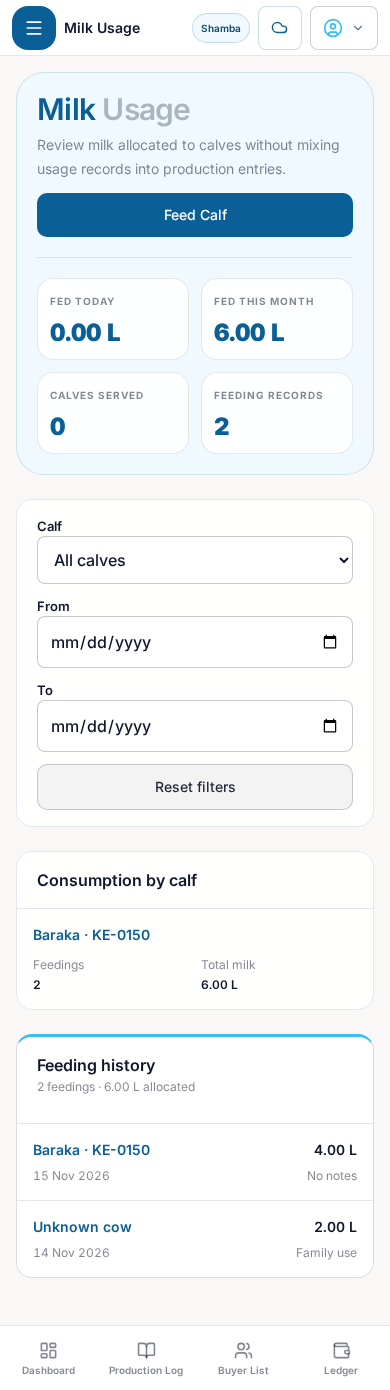 Milk Usage
Shamba
Milk Usage
Review milk allocated to calves without mixing
usage records into production entries.
Feed Calf
FED TODAY
0.00 L
FED THIS MONTH
6.00 L
CALVES SERVED
0
FEEDING RECORDS
2
Calf
All calves
From
mm/dd/yyyy
To
mm/dd/yyyy
Reset filters
Consumption by calf
Baraka · KE-0150
Feedings
2
Total milk
6.00 L
Feeding history
2 feedings · 6.00 L allocated
Baraka · KE-0150 4.00 L
15 Nov 2026 No notes
Unknown cow 2.00 L
14 Nov 2026 Family use
Dashboard Production Log Buyer List Ledger